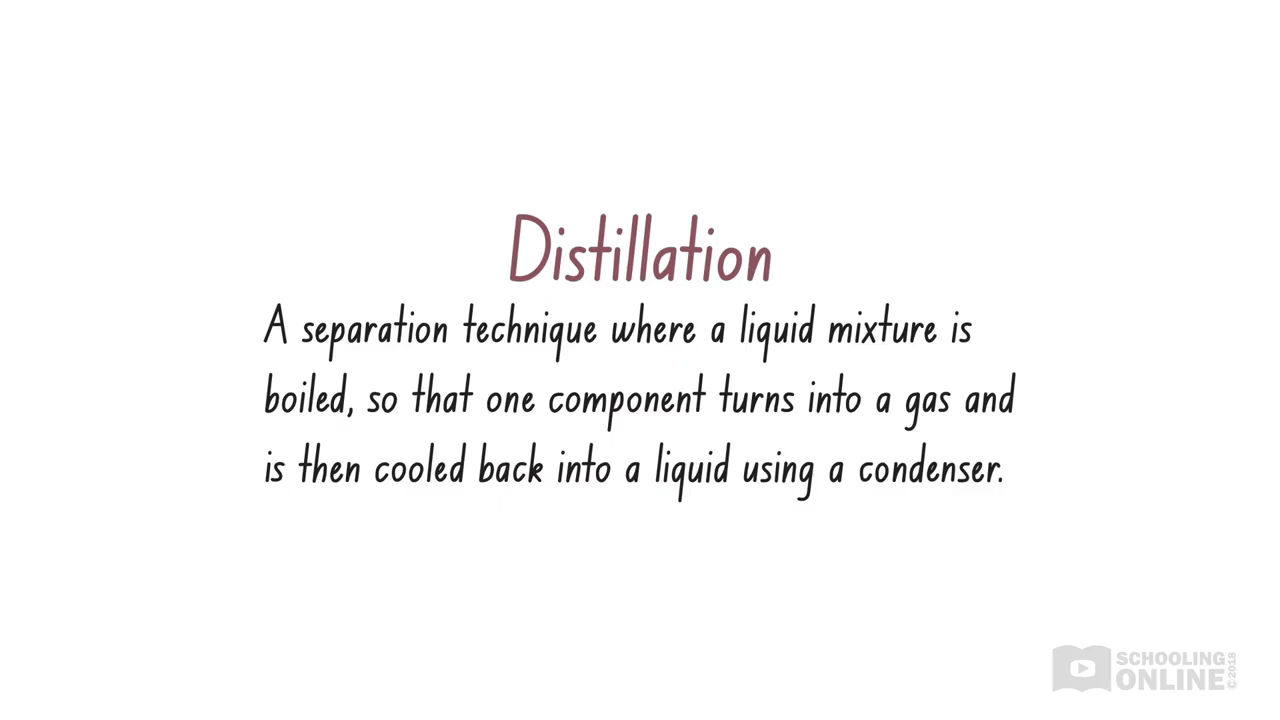 Distillation
A separation technique where a liquid mixture is
boiled, so that one component turns into a gas and
is then cooled back into a liquid using a condenser.
SCHOOLING
ONLINE
©2018